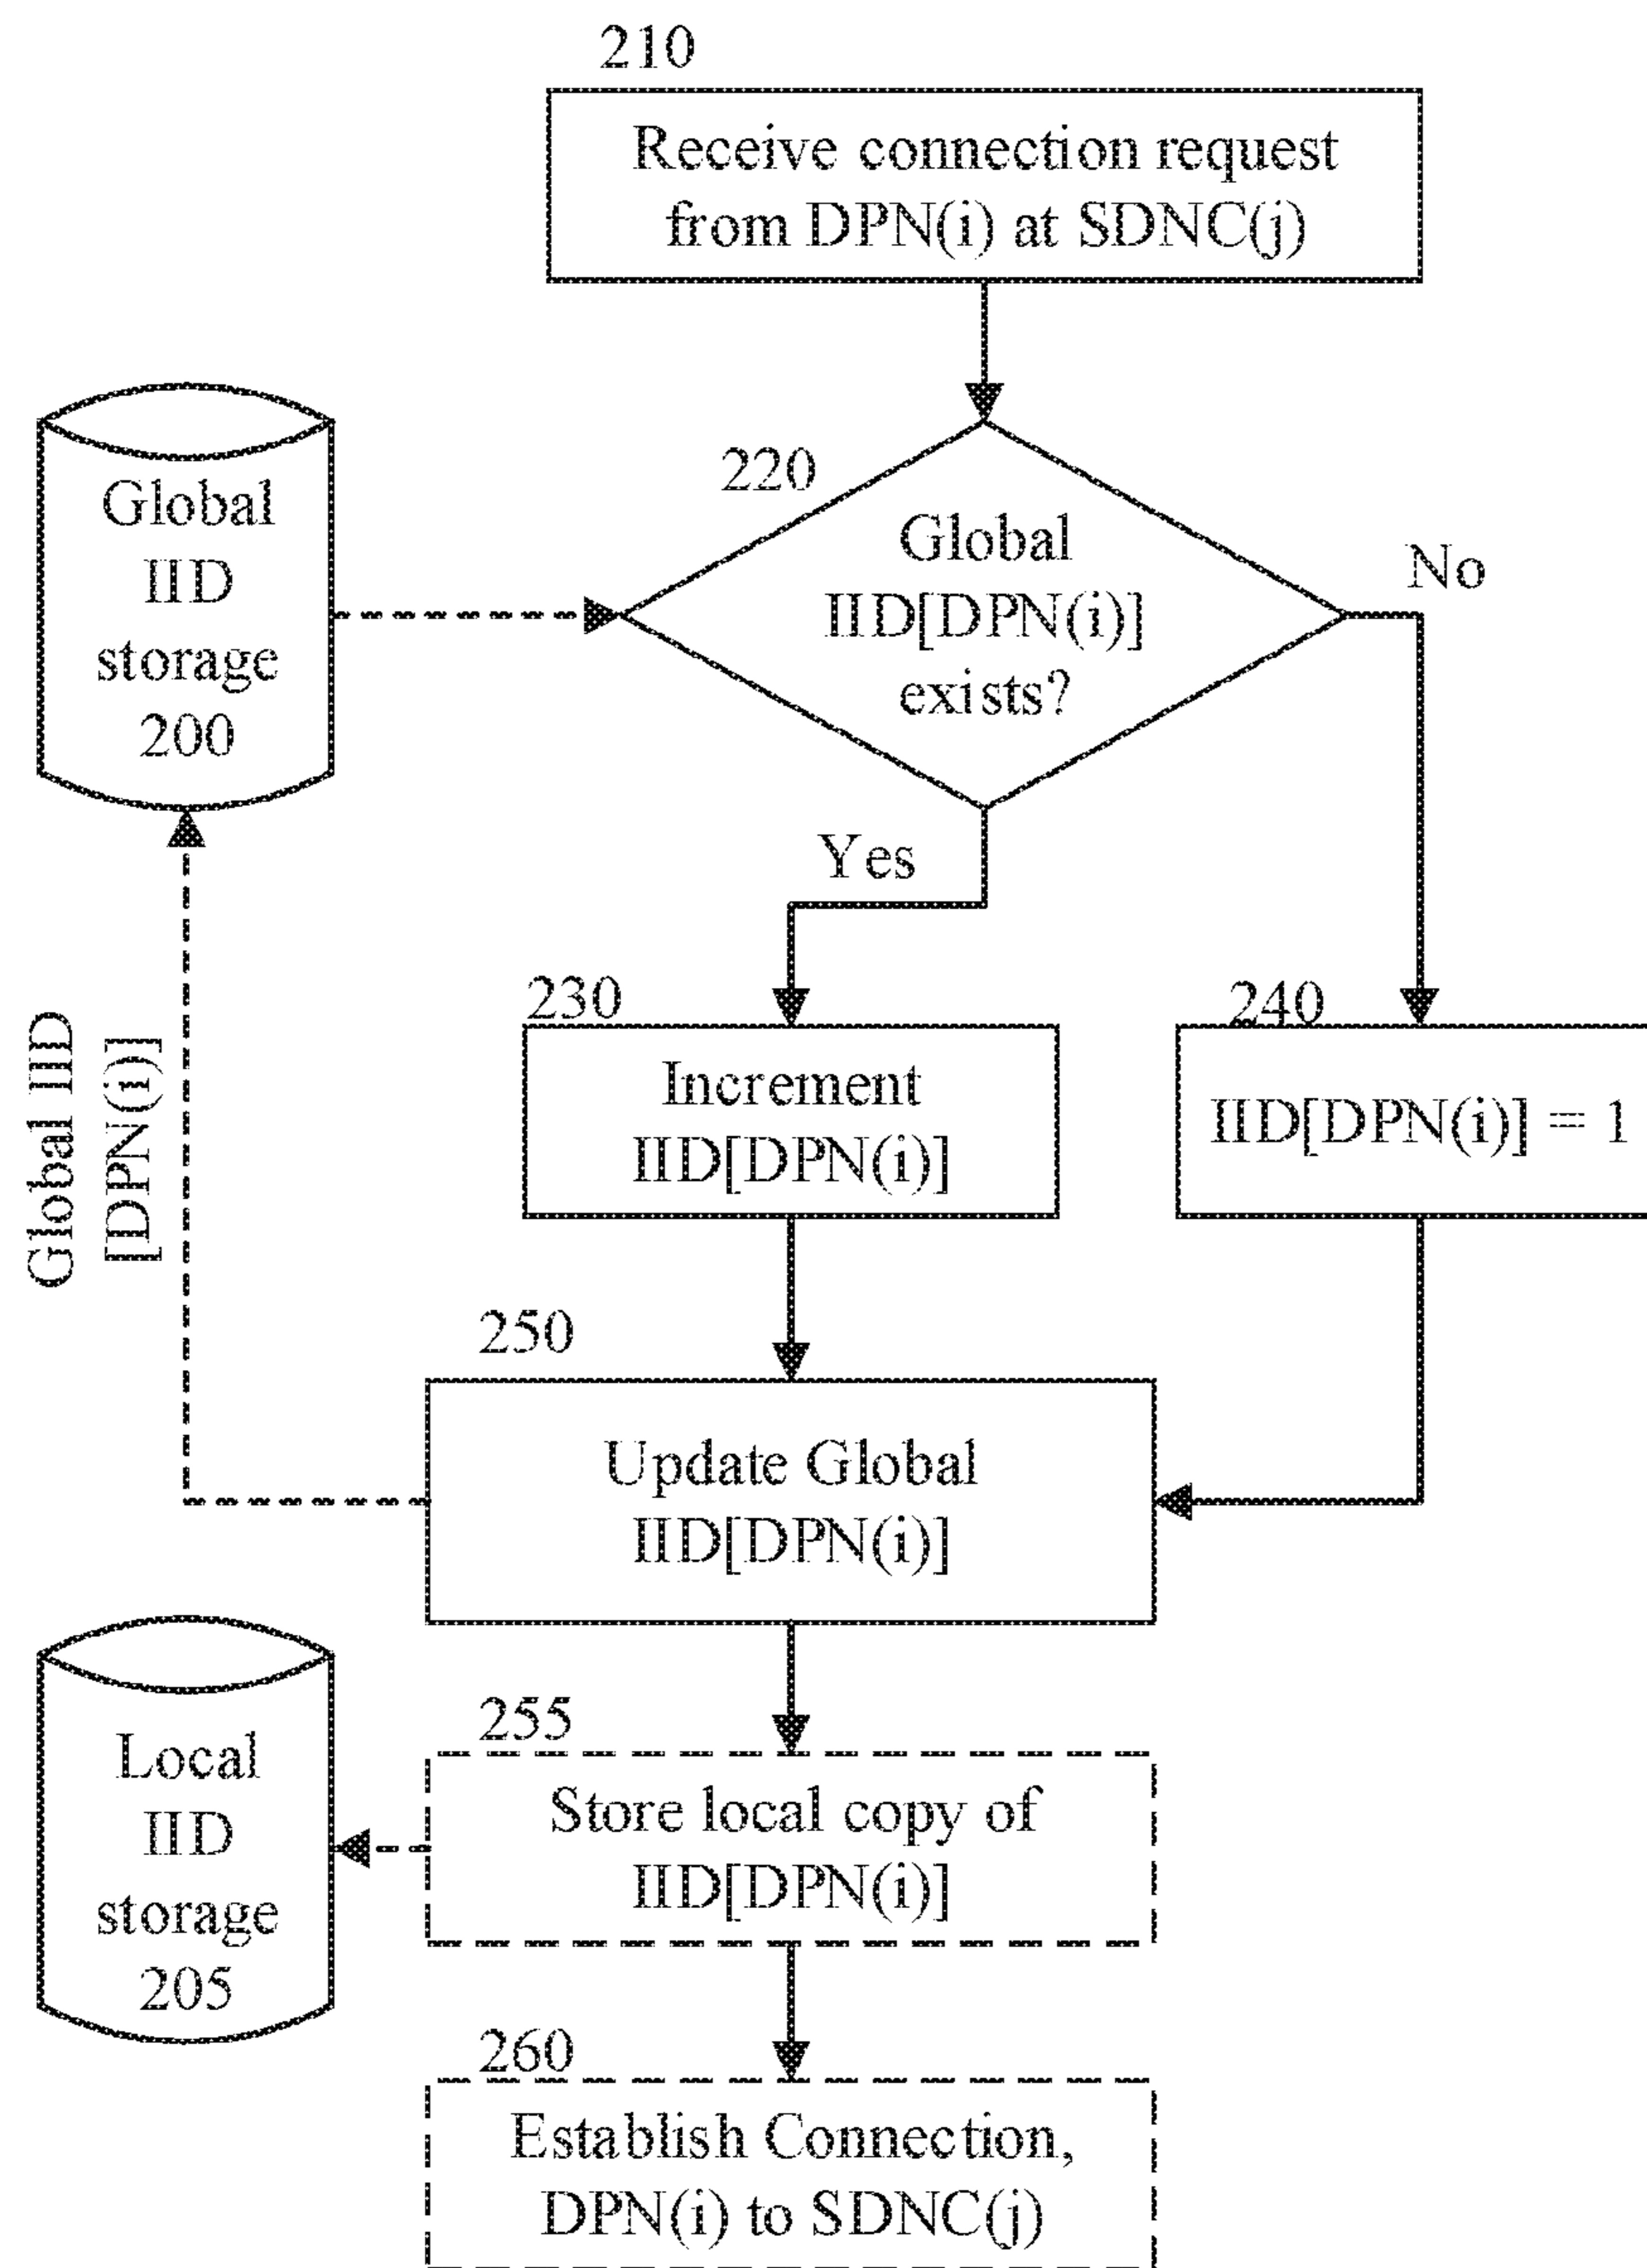 210
Receive connection request
from DPN(i) at SDNC(j)
220
Global
IID[DPN(i)]
exists?
No
Yes
Global
IID
storage
200
230
Increment
IID[DPN(i)]
240
IID[DPN(i)] = 1
Global IID
[DPN(i)]
250
Update Global
IID[DPN(i)]
255
Store local copy of
IID[DPN(i)]
Local
IID
storage
205
260
Establish Connection,
DPN(i) to SDNC(j)